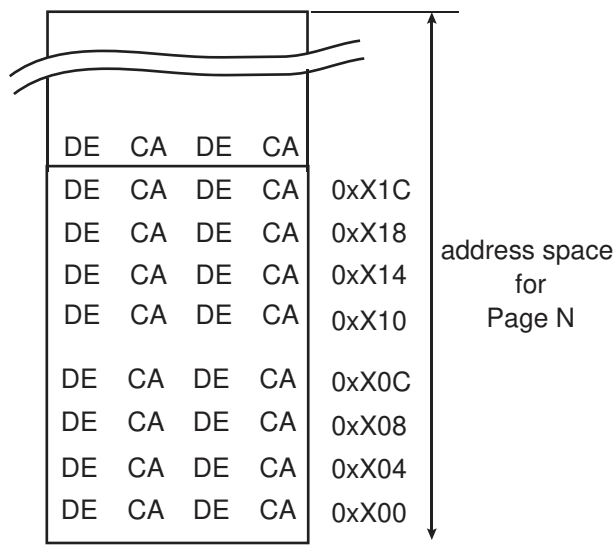 DE CA DE CA
DE CA DE CA 0xX1C
DE CA DE CA 0xX18
DE CA DE CA 0xX14
DE CA DE CA 0xX10
DE CA DE CA 0xX0C
DE CA DE CA 0xX08
DE CA DE CA 0xX04
DE CA DE CA 0xX00
address space
for
Page N